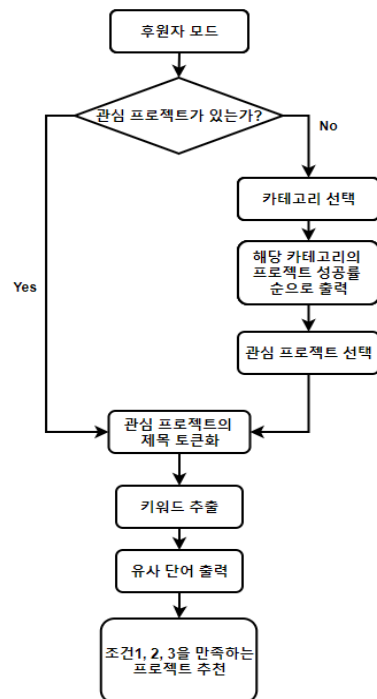 후원자 모드
관심 프로젝트가 있는가?
No
카테고리 선택
해당 카테고리의
프로젝트 성공률
순으로 출력
Yes
관심 프로젝트 선택
관심 프로젝트의
제목 토큰화
키워드 추출
유사 단어 출력
조건1, 2, 3을 만족하는
프로젝트 추천